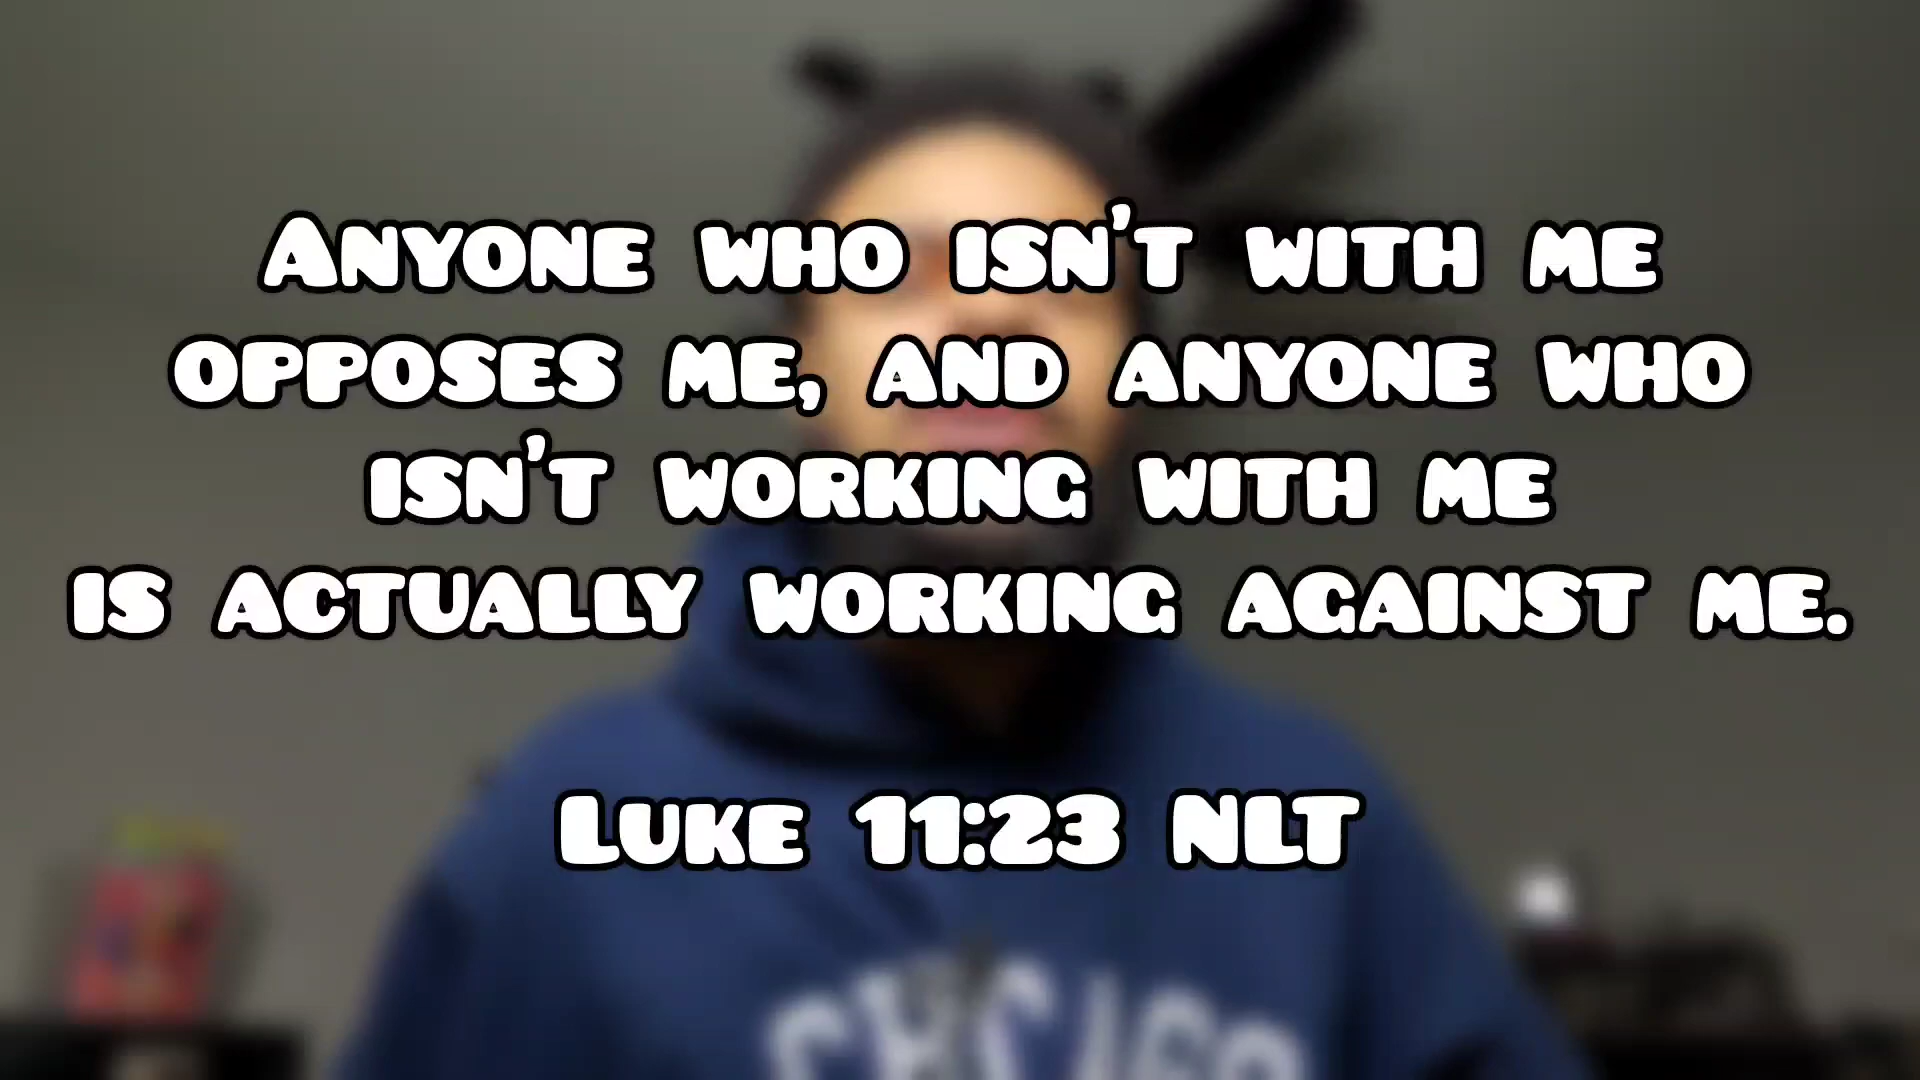 Anyone who isn't with me
opposes me, and anyone who
isn't working with me
is actually working against me.
Luke 11:23 NLT
CHICAGO